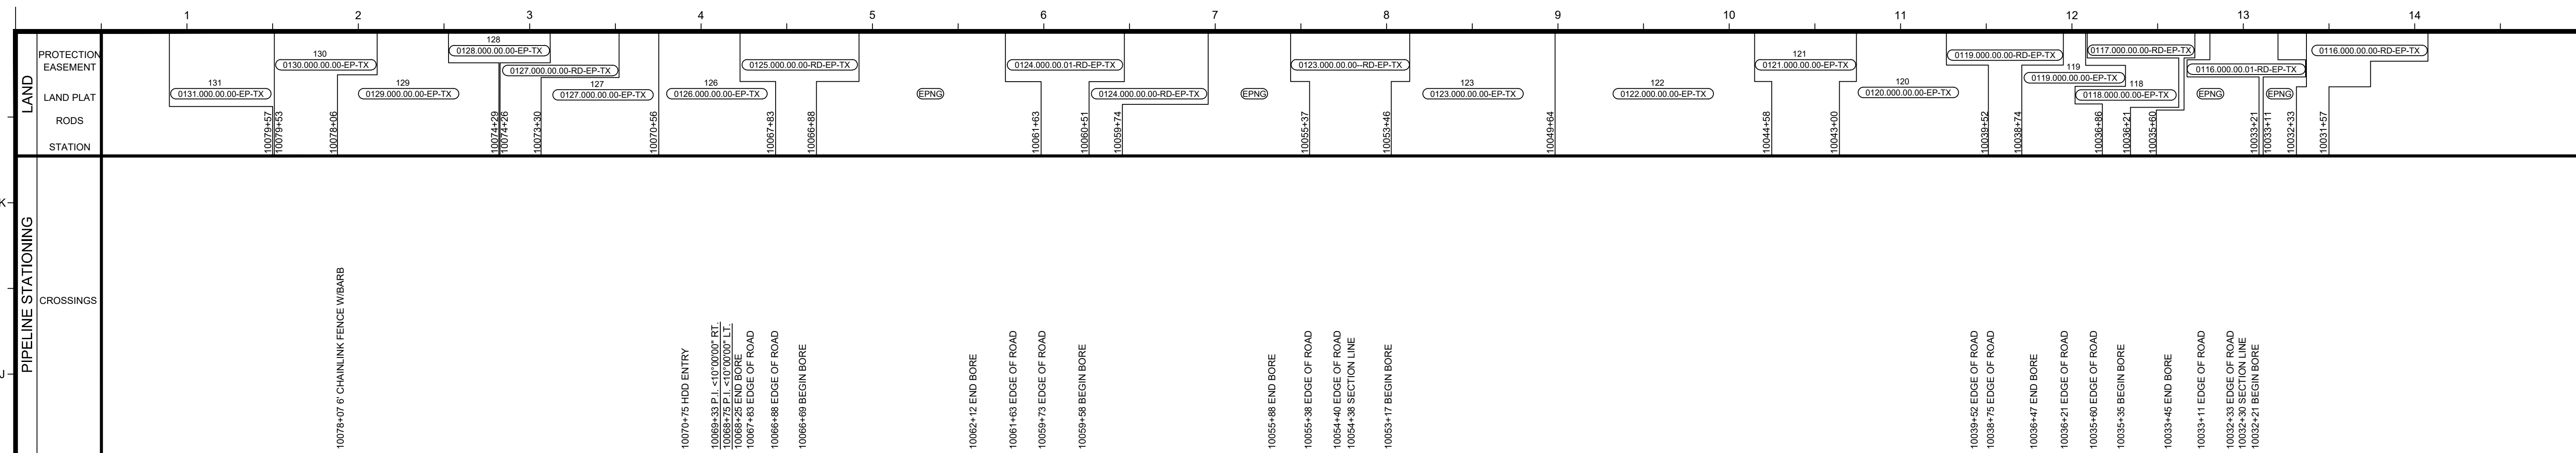 1 2 3 4 5 6 7 8 9 10 11 12 13 14
LAND
PROTECTION
EASEMENT
LAND PLAT
RODS
STATION
131
0131.000.00.00-EP-TX
130
0130.000.00.00-EP-TX
129
0129.000.00.00-EP-TX
128
0128.000.00.00-EP-TX
0127.000.00.00-RD-EP-TX
127
0127.000.00.00-EP-TX
126
0126.000.00.00-EP-TX
0125.000.00.00-RD-EP-TX
EPNG
0124.000.00.01-RD-EP-TX
0124.000.00.00-RD-EP-TX
EPNG
0123.000.00.00--RD-EP-TX
123
0123.000.00.00-EP-TX
122
0122.000.00.00-EP-TX
121
0121.000.00.00-EP-TX
120
0120.000.00.00-EP-TX
0119.000.00.00-RD-EP-TX
119
0119.000.00.00-EP-TX
0117.000.00.00-RD-EP-TX
118
0118.000.00.00-EP-TX
0116.000.00.01-RD-EP-TX
EPNG
EPNG
0116.000.00.00-RD-EP-TX
10079+57
10079+53
10078+06
10074+29
10074+26
10073+30
10070+56
10067+83
10066+88
10061+63
10060+51
10059+74
10055+37
10053+46
10049+64
10044+58
10043+00
10039+52
10038+74
10036+86
10036+21
10035+60
10033+21
10033+11
10032+33
10031+57
K
J
PIPELINE STATIONING
CROSSINGS
10078+07 6' CHAINLINK FENCE W/BARB
10070+75 HDD ENTRY
10069+33 P.I. <10°00'00" RT.
10068+75 P.I. <10°00'00" LT.
10068+25 END BORE
10067+83 EDGE OF ROAD
10066+88 EDGE OF ROAD
10066+69 BEGIN BORE
10062+12 END BORE
10061+63 EDGE OF ROAD
10059+73 EDGE OF ROAD
10059+58 BEGIN BORE
10055+88 END BORE
10055+38 EDGE OF ROAD
10054+40 EDGE OF ROAD
10054+38 SECTION LINE
10053+17 BEGIN BORE
10039+52 EDGE OF ROAD
10038+75 EDGE OF ROAD
10036+47 END BORE
10036+21 EDGE OF ROAD
10035+60 EDGE OF ROAD
10035+35 BEGIN BORE
10033+45 END BORE
10033+11 EDGE OF ROAD
10032+33 EDGE OF ROAD
10032+30 SECTION LINE
10032+21 BEGIN BORE